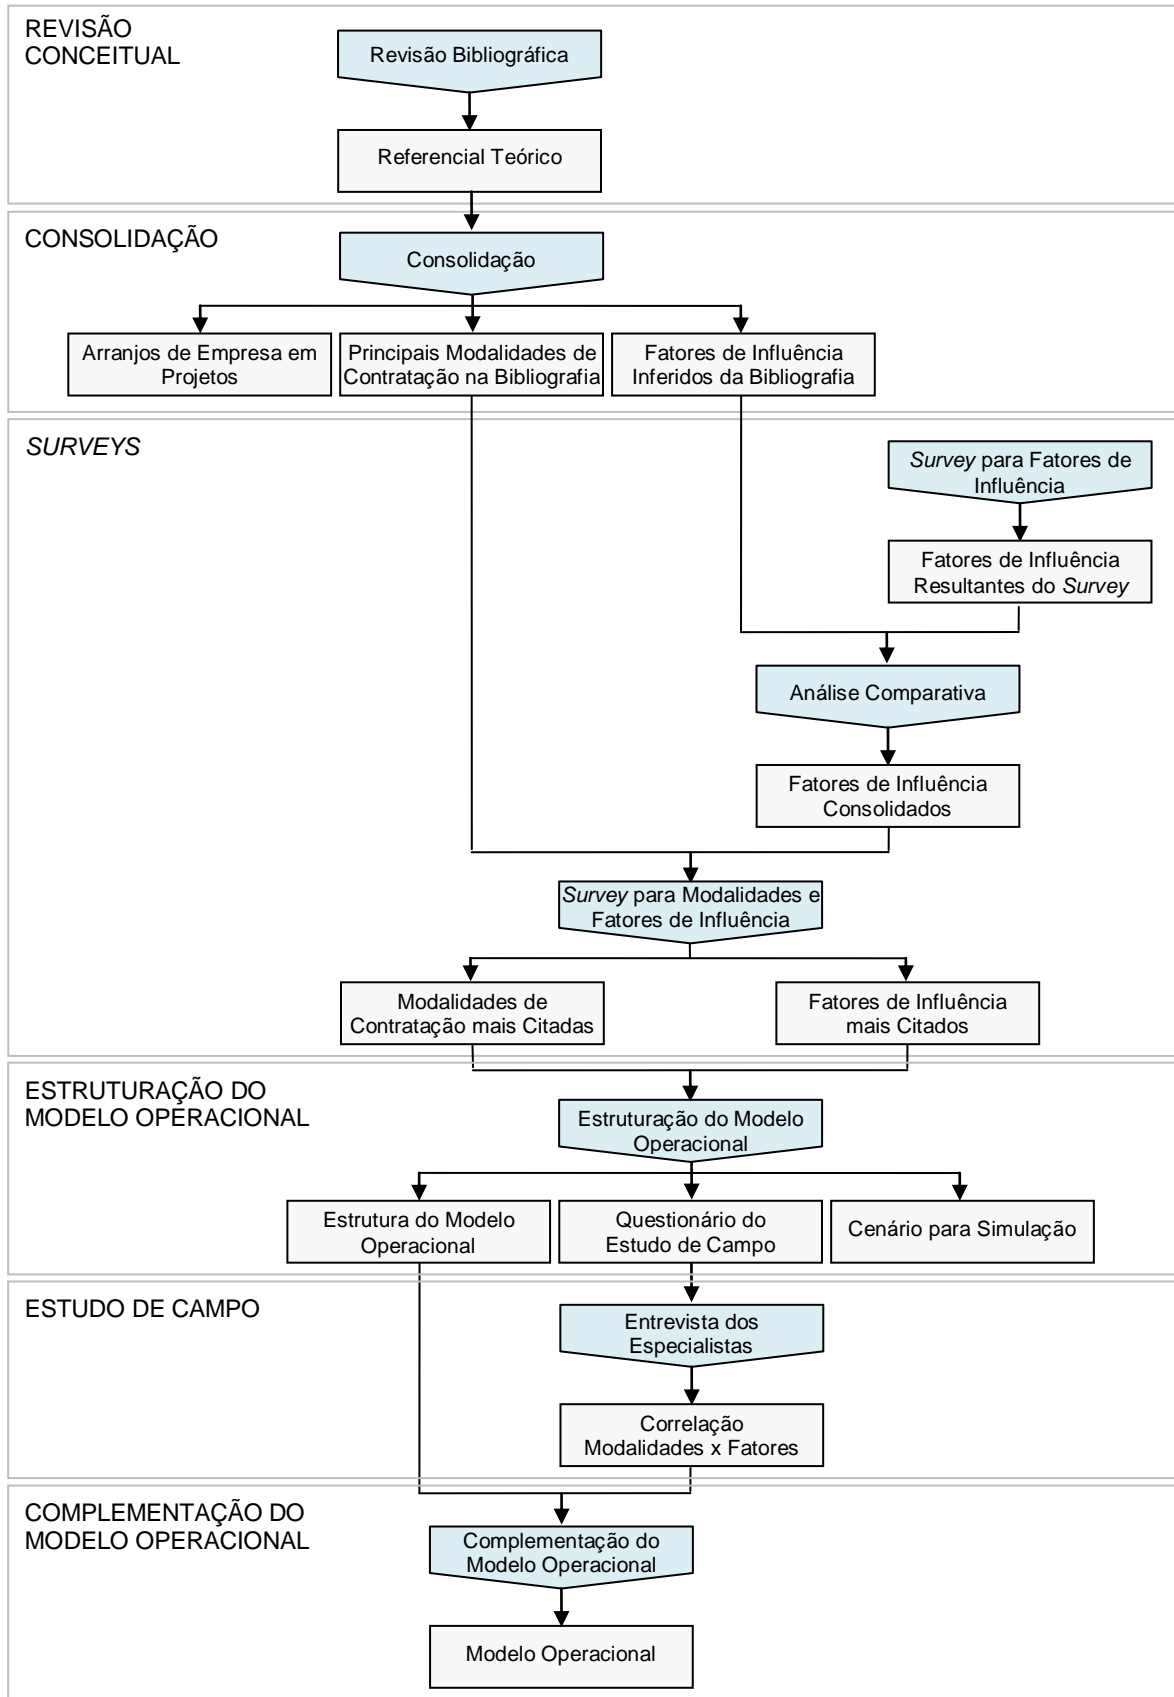 REVISÃO
CONCEITUAL
Revisão Bibliográfica
Referencial Teórico
CONSOLIDAÇÃO
Consolidação
Arranjos de Empresa em
Projetos
Principais Modalidades de
Contratação na Bibliografia
Fatores de Influência
Inferidos da Bibliografia
SURVEYS
Survey para Fatores de
Influência
Fatores de Influência
Resultantes do Survey
Análise Comparativa
Fatores de Influência
Consolidados
Survey para Modalidades e
Fatores de Influência
Modalidades de
Contratação mais Citadas
Fatores de Influência
mais Citados
ESTRUTURAÇÃO DO
MODELO OPERACIONAL
Estruturação do Modelo
Operacional
Estrutura do Modelo
Operacional
Questionário do
Estudo de Campo
Cenário para Simulação
ESTUDO DE CAMPO
Entrevista dos
Especialistas
Correlação
Modalidades x Fatores
COMPLEMENTAÇÃO DO
MODELO OPERACIONAL
Complementação do
Modelo Operacional
Modelo Operacional